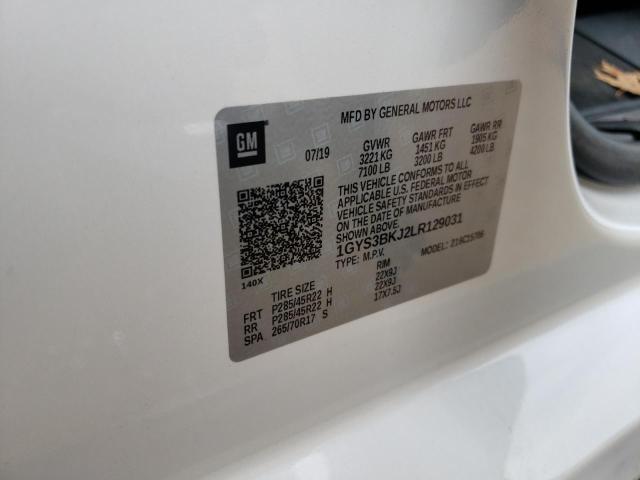 MFD BY GENERAL MOTORS LLC
GM
07/19
GVWR GAWR FRT GAWR RR
3221 KG 1451 KG 1905 KG
7100 LB 3200 LB 4200 LB
THIS VEHICLE CONFORMS TO ALL
APPLICABLE U.S. FEDERAL MOTOR
VEHICLE SAFETY STANDARDS IN EFFECT
ON THE DATE OF MANUFACTURE
SHOWN ABOVE.
1GYS3BKJ2LR129031
TYPE: M.P.V. MODEL: 216C15706
140X
TIRE SIZE RIM
FRT P285/45R22 H 22X9J
RR P285/45R22 H 22X9J
SPA 265/70R17 S 17X7.5J